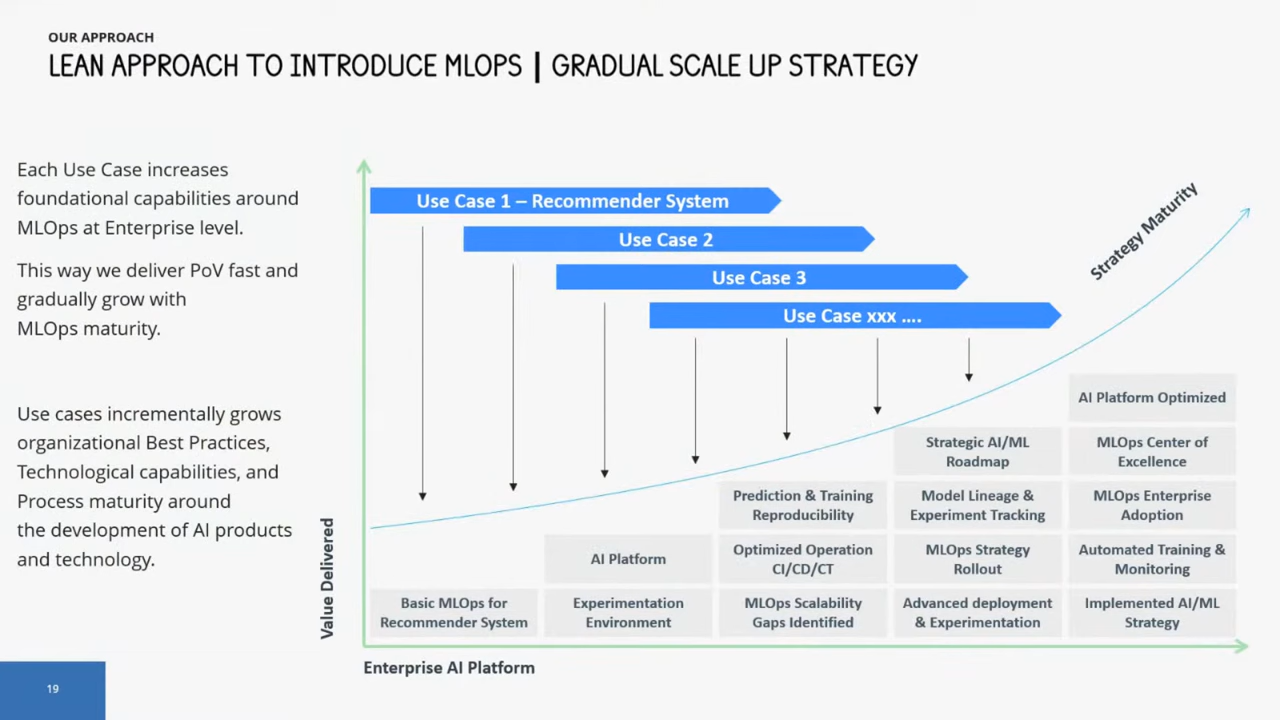 OUR APPROACH
LEAN APPROACH TO INTRODUCE MLOPS | GRADUAL SCALE UP STRATEGY
Each Use Case increases
foundational capabilities around
MLOps at Enterprise level.
This way we deliver PoV fast and
gradually grow with
MLOps maturity.
Use cases incrementally grows
organizational Best Practices,
Technological capabilities, and
Process maturity around
the development of AI products
and technology.
Use Case 1 – Recommender System
Use Case 2
Use Case 3
Use Case xxx ....
Strategy Maturity
Value Delivered
Basic MLOps for
Recommender System
AI Platform
Experimentation
Environment
Prediction & Training
Reproducibility
Optimized Operation
CI/CD/CT
MLOps Scalability
Gaps Identified
Strategic AI/ML
Roadmap
Model Lineage &
Experiment Tracking
MLOps Strategy
Rollout
Advanced deployment
& Experimentation
AI Platform Optimized
MLOps Center of
Excellence
MLOps Enterprise
Adoption
Automated Training &
Monitoring
Implemented AI/ML
Strategy
Enterprise AI Platform
19